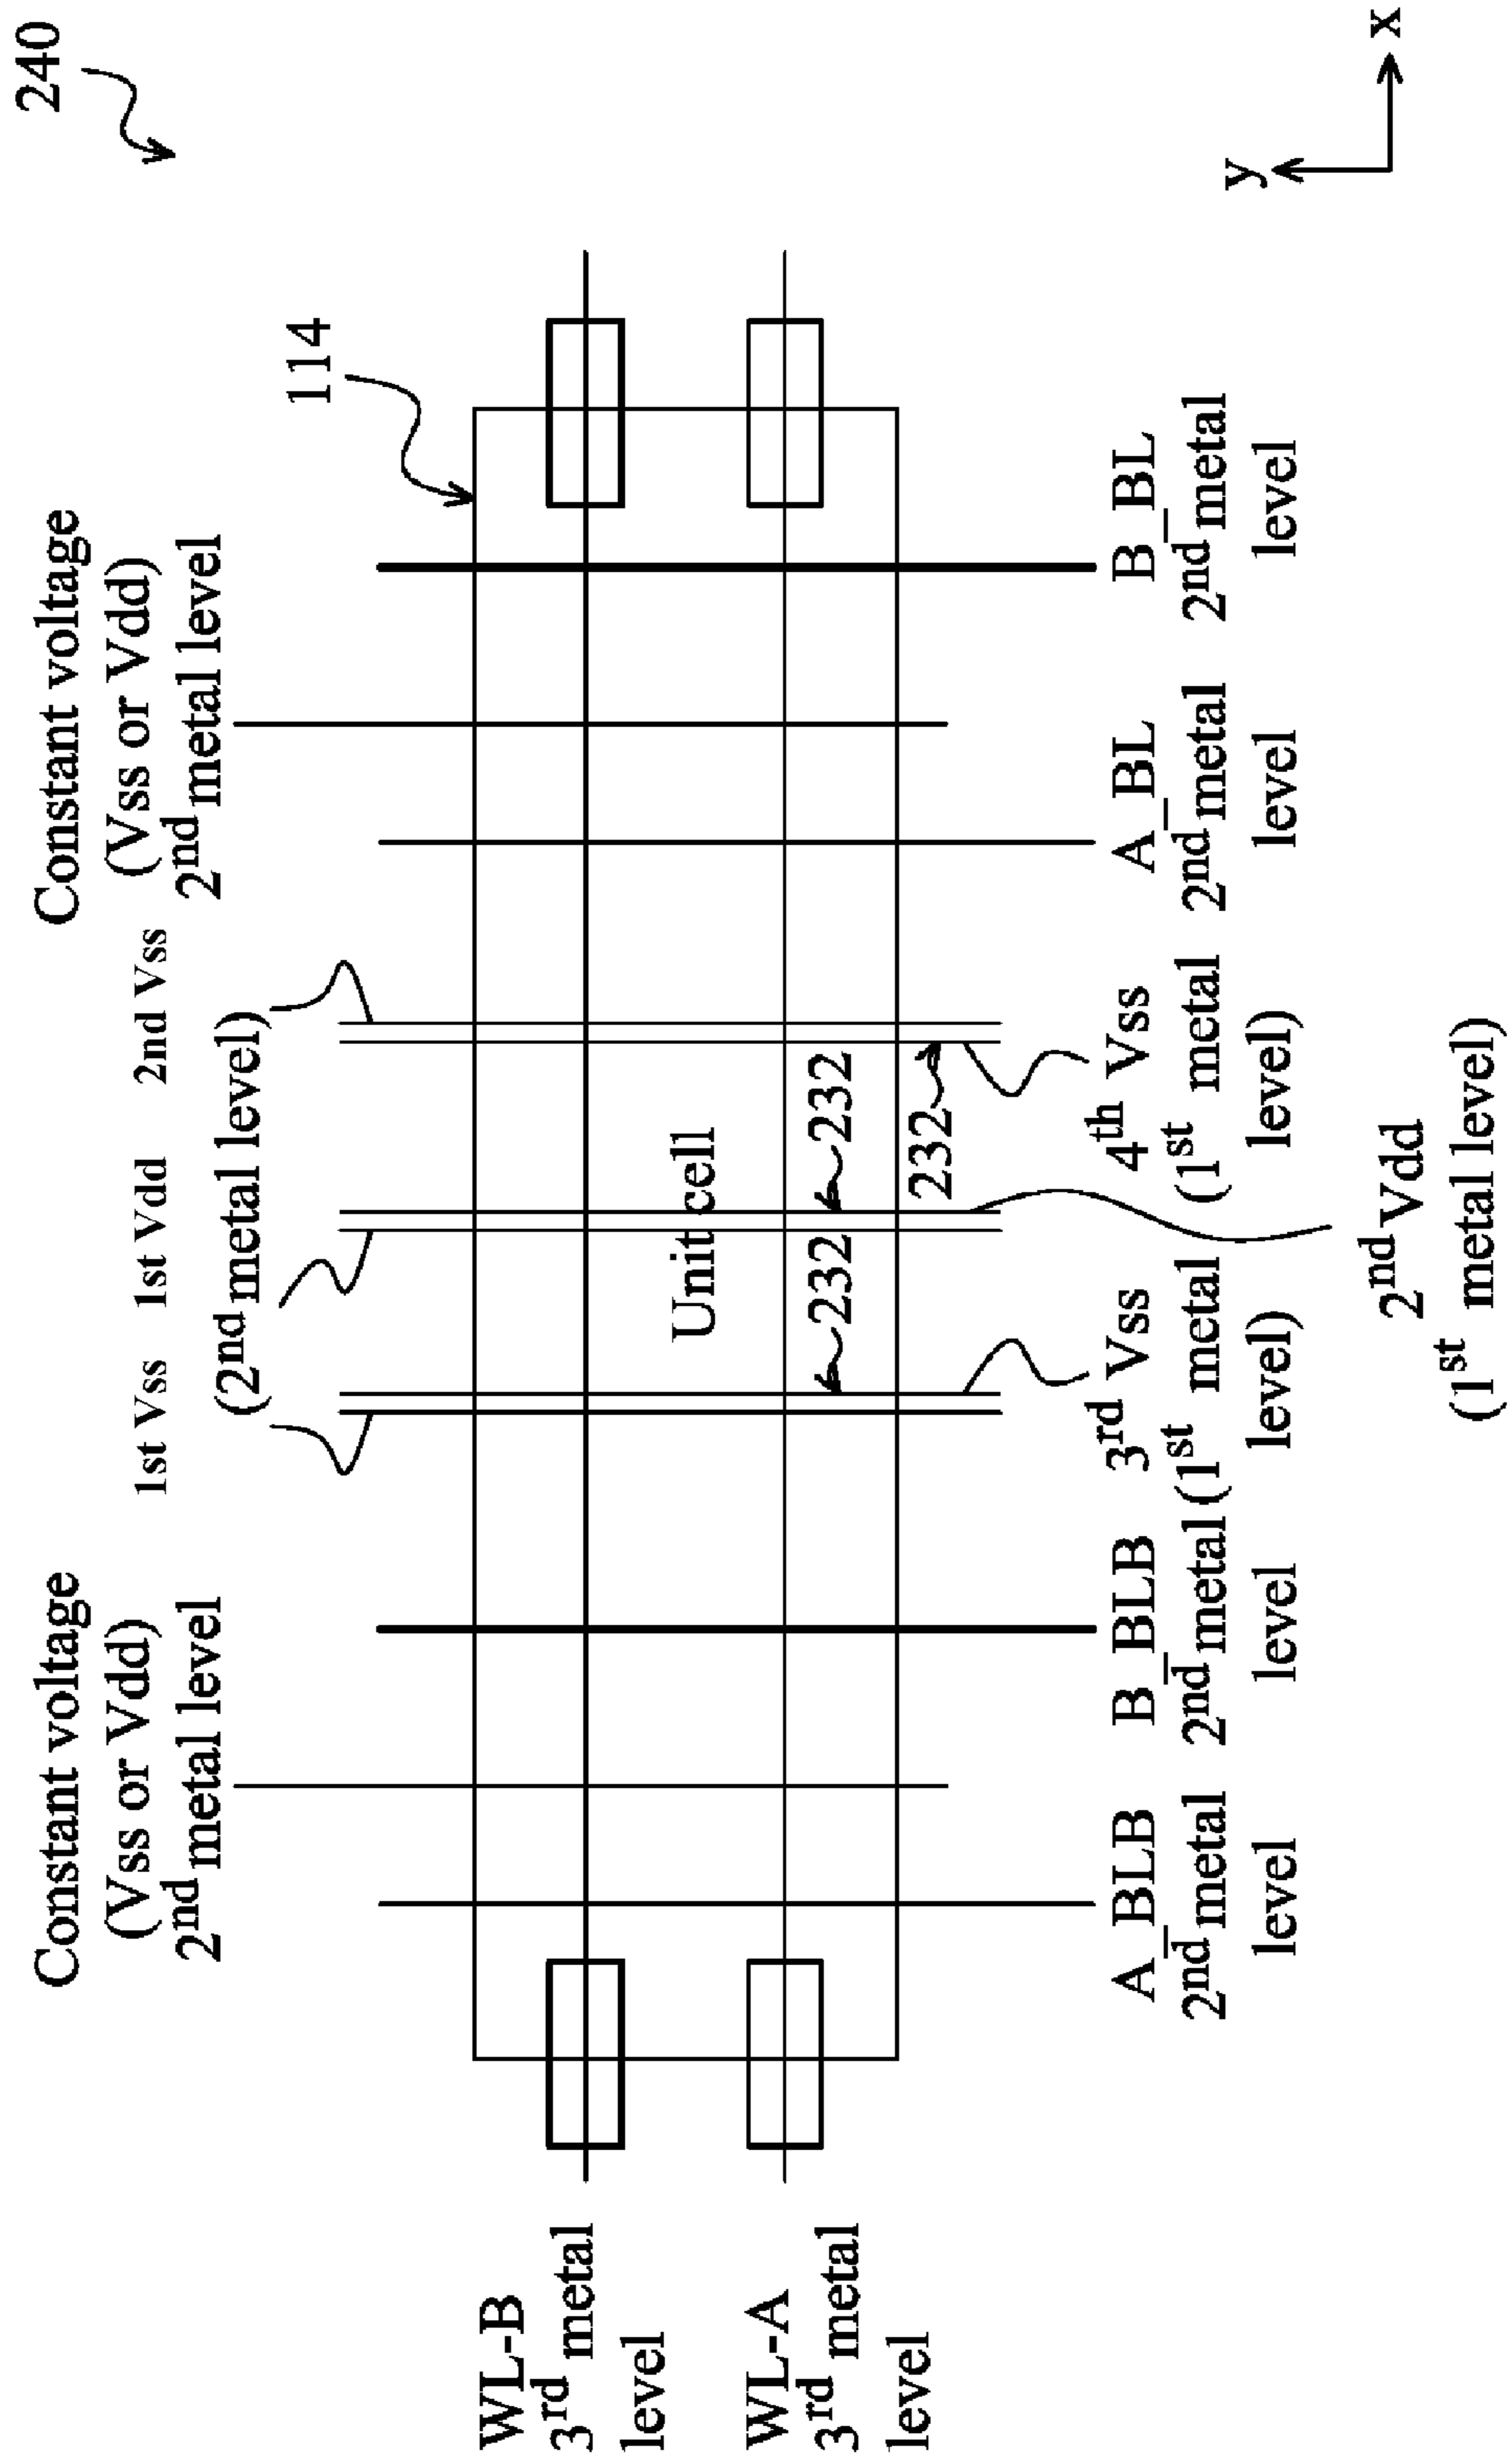 240
Constant voltage
(Vss or Vdd)
2nd metal level
1st Vss 1st Vdd 2nd Vss
(2nd metal level)
Constant voltage
(Vss or Vdd)
2nd metal level
114
WL-B
3rd metal
level
WL-A
3rd metal
level
Unit cell
232
232
232
A_BLB
2nd metal
level
B_BLB
2nd metal
level
3rd Vss
(1st metal
level)
4th Vss
(1st metal
level)
A_BL
2nd metal
level
B_BL
2nd metal
level
2nd Vdd
(1st metal level)
y
x